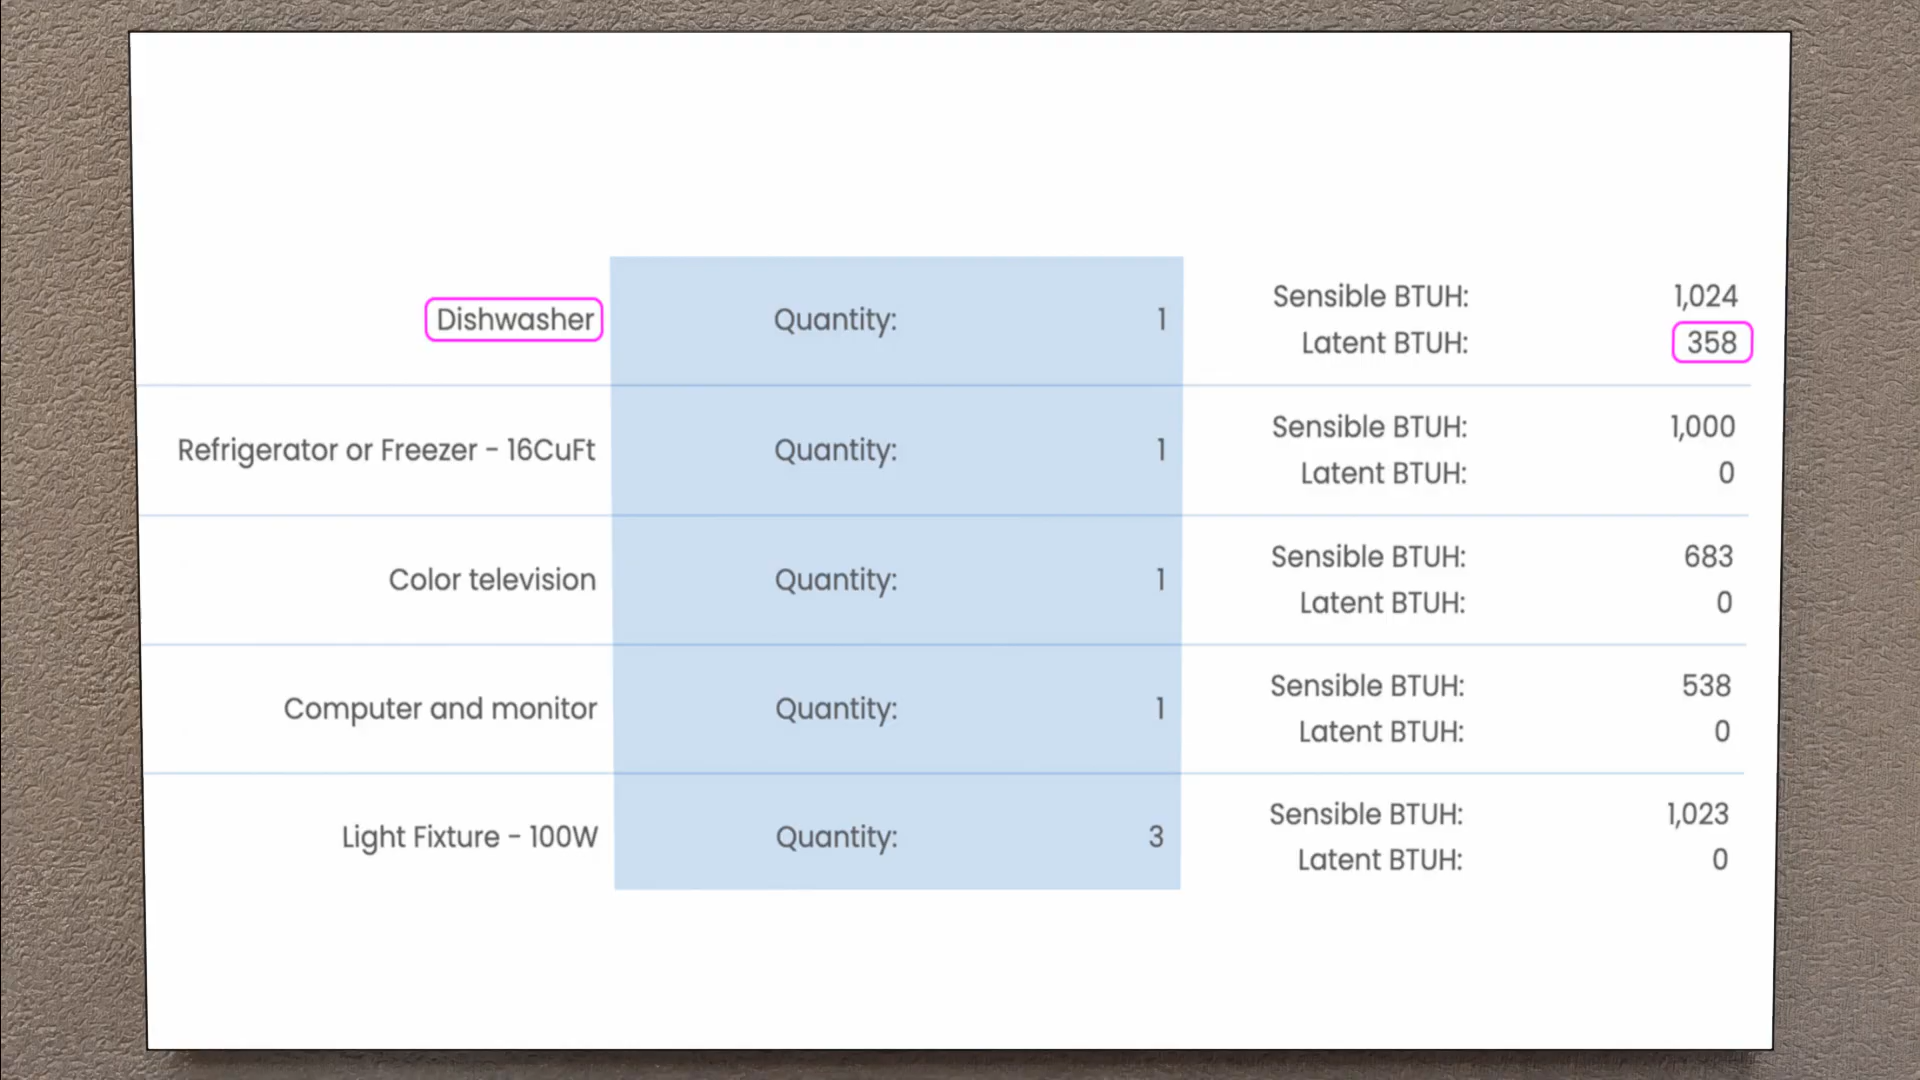 Dishwasher Quantity: 1 Sensible BTUH: 1,024
Latent BTUH: 358
Refrigerator or Freezer - 16CuFt Quantity: 1 Sensible BTUH: 1,000
Latent BTUH: 0
Color television Quantity: 1 Sensible BTUH: 683
Latent BTUH: 0
Computer and monitor Quantity: 1 Sensible BTUH: 538
Latent BTUH: 0
Light Fixture - 100W Quantity: 3 Sensible BTUH: 1,023
Latent BTUH: 0